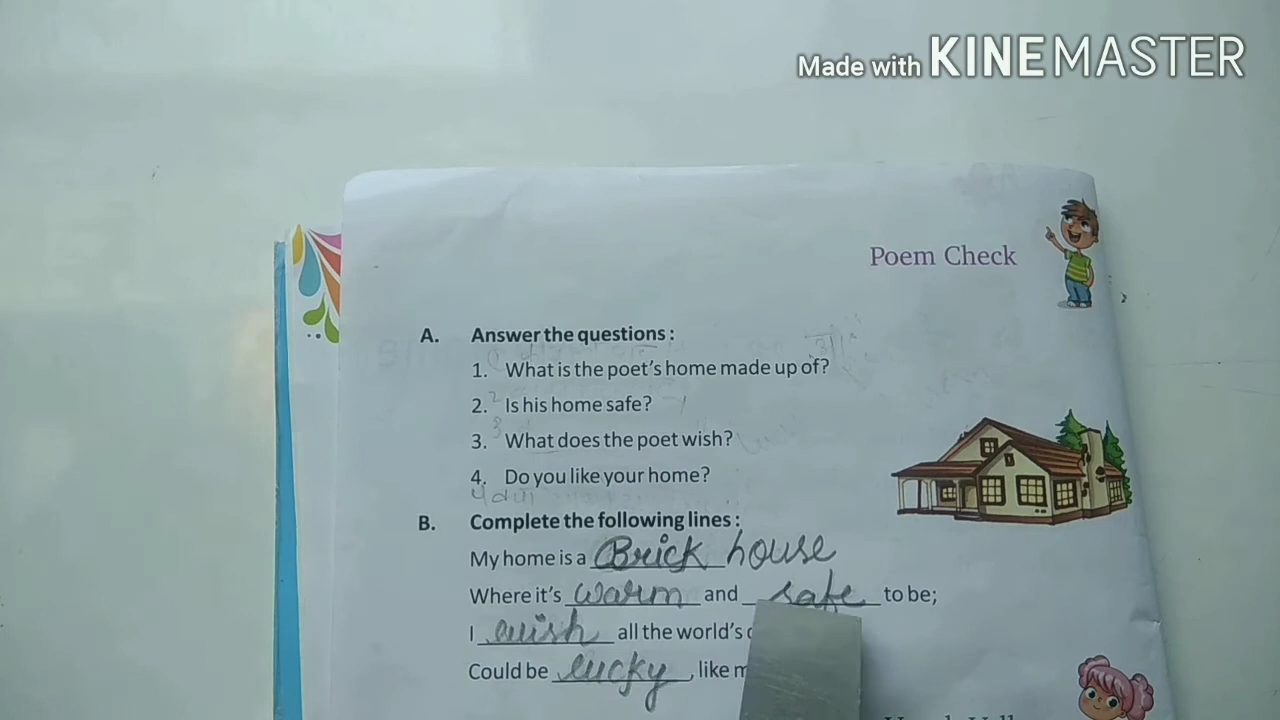 Made with KINEMASTER
Poem Check
A. Answer the questions :
1. What is the poet's home made up of?
2. Is his home safe?
3. What does the poet wish?
4. Do you like your home?
B. Complete the following lines :
My home is a Brick house
Where it's warm and safe to be;
I wish all the world's
Could be lucky, like